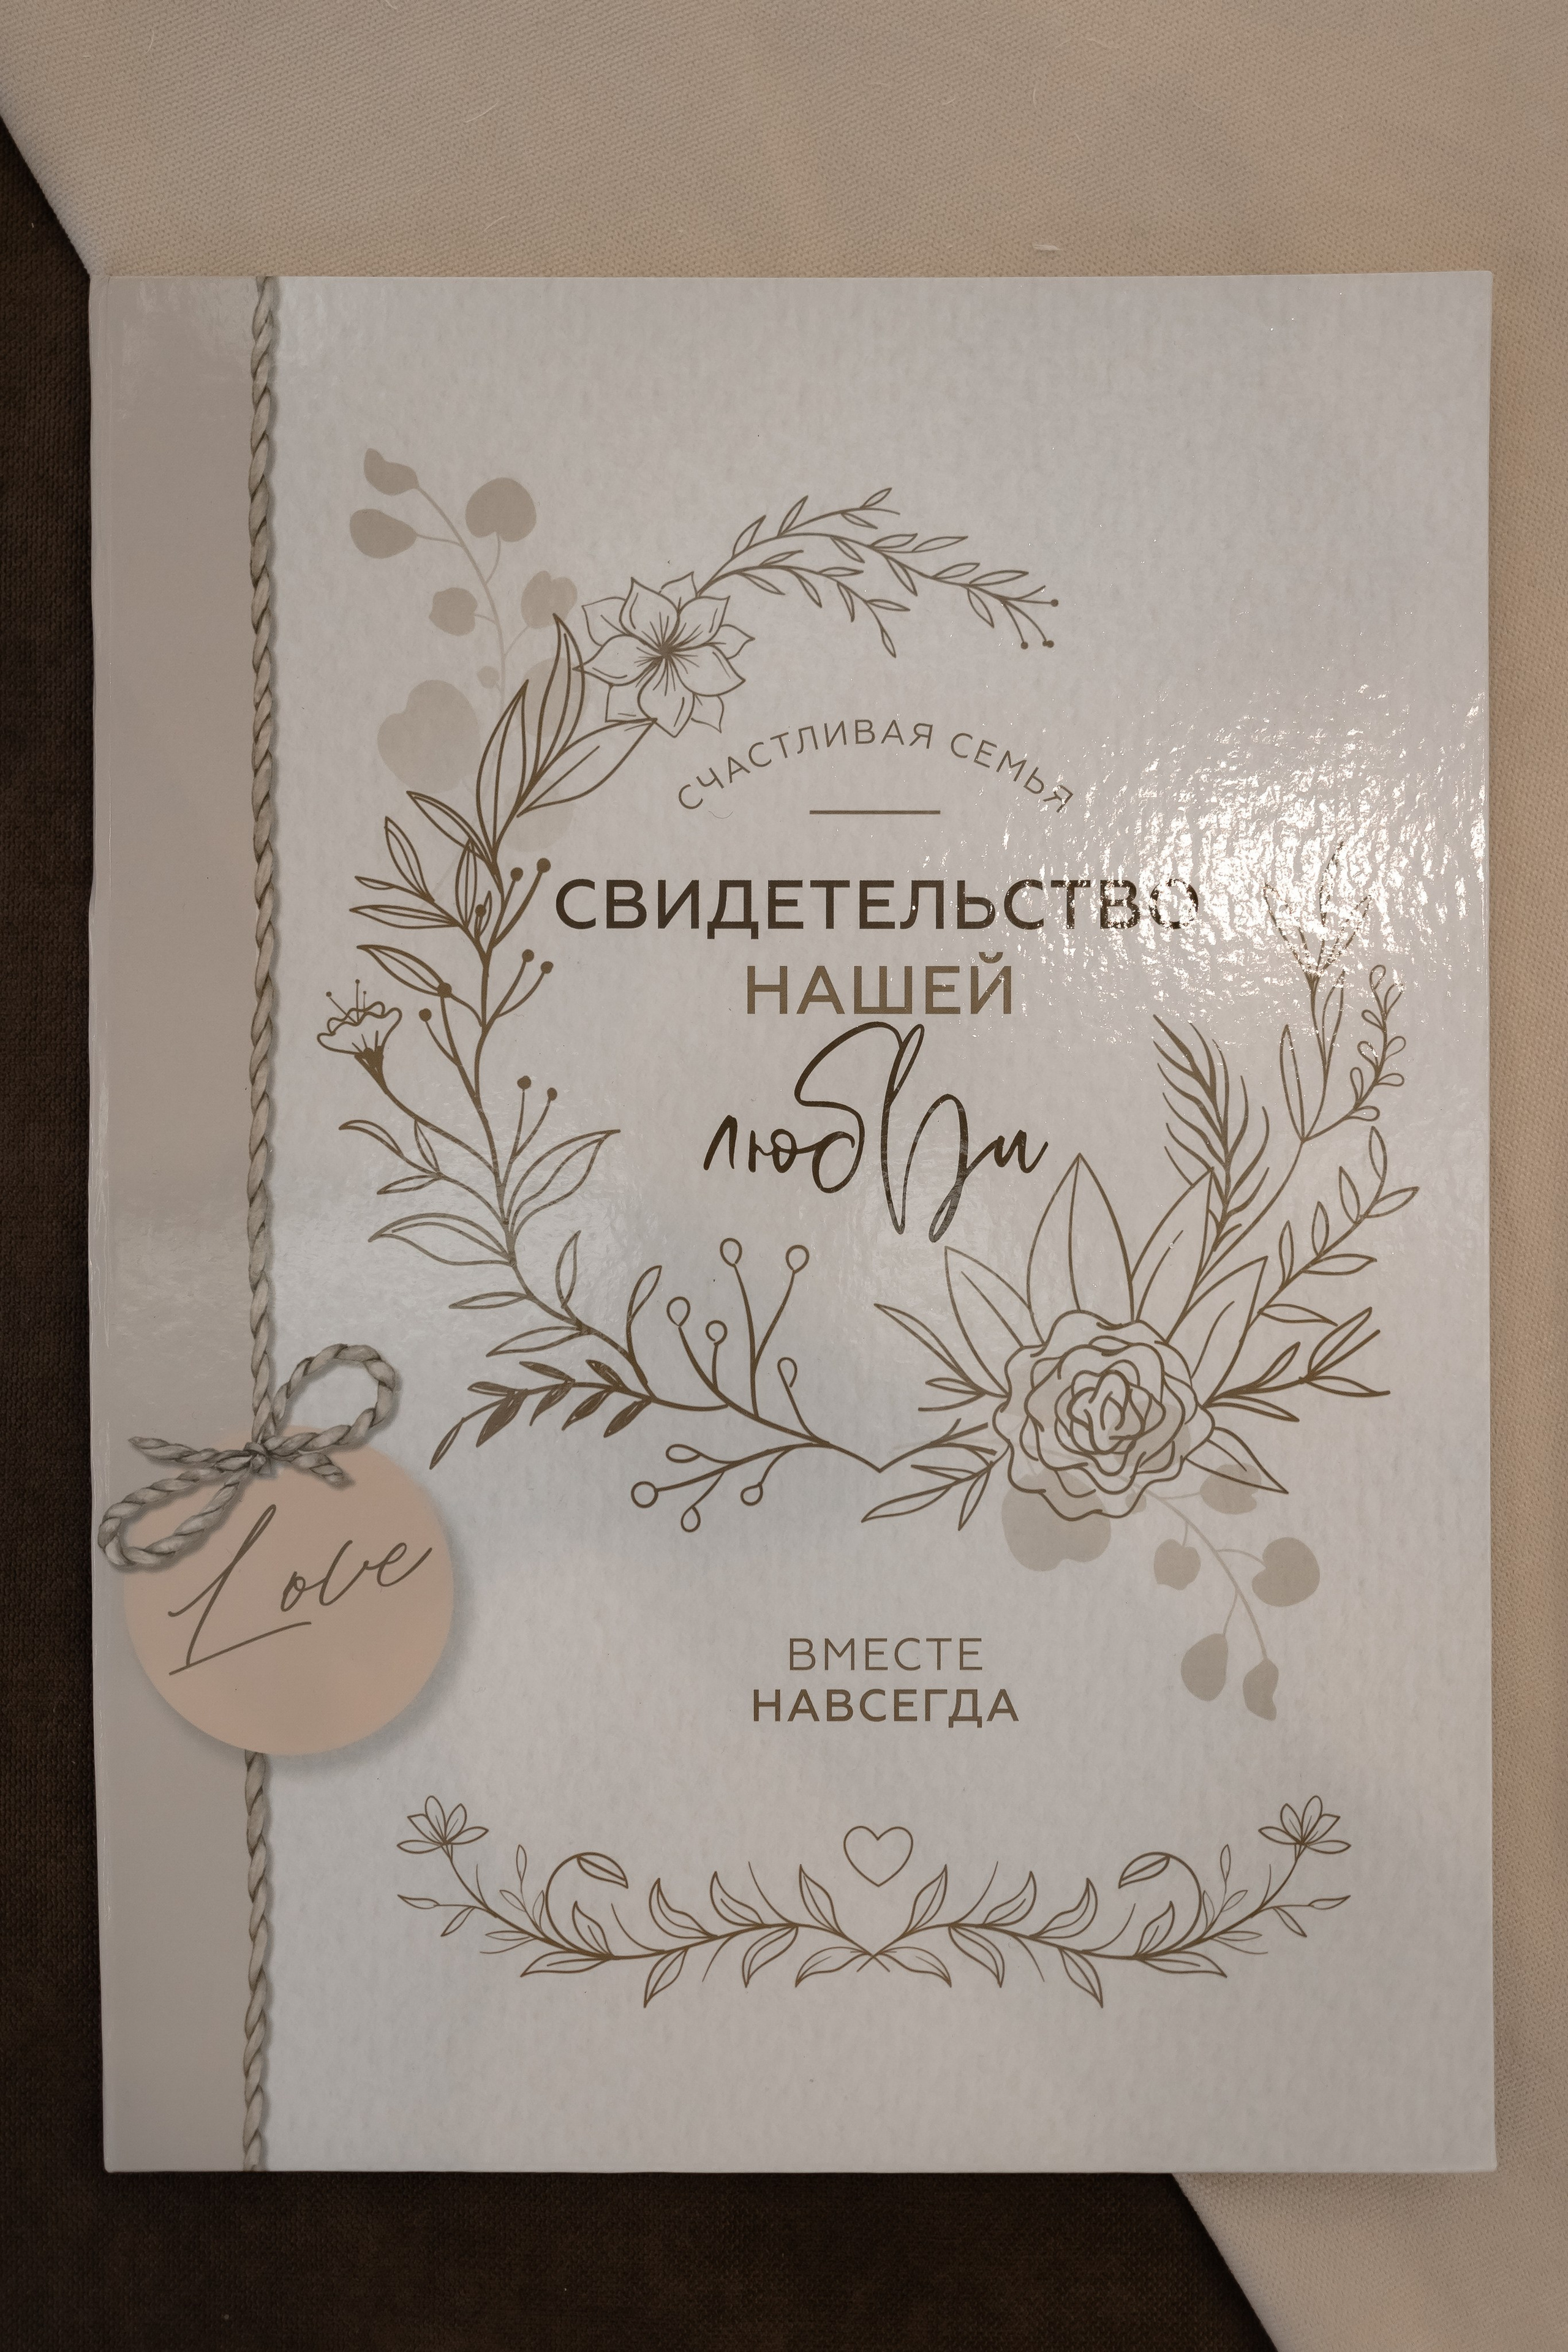 СЧАСТЛИВАЯ СЕМЬЯ
СВИДЕТЕЛЬСТВО
НАШЕЙ
любви
Love
ВМЕСТЕ
НАВСЕГДА